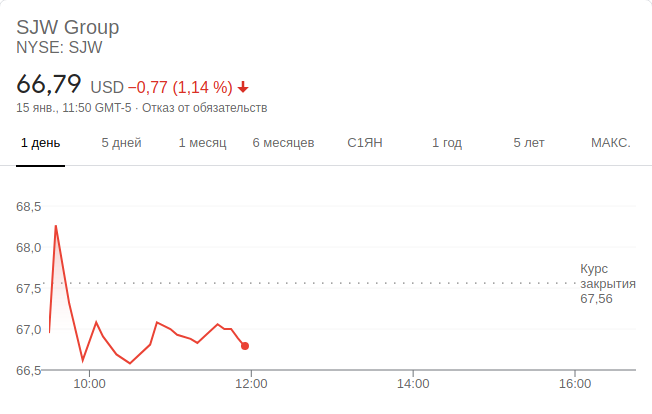 SJW Group
NYSE: SJW
66,79 USD −0,77 (1,14 %)
15 янв., 11:50 GMT-5 · Отказ от обязательств
1 день 5 дней 1 месяц 6 месяцев С1ЯН 1 год 5 лет МАКС.
68,5
68,0
Курс
67,5 закрытия
67,56
67,0
66,5
10:00 12:00 14:00 16:00